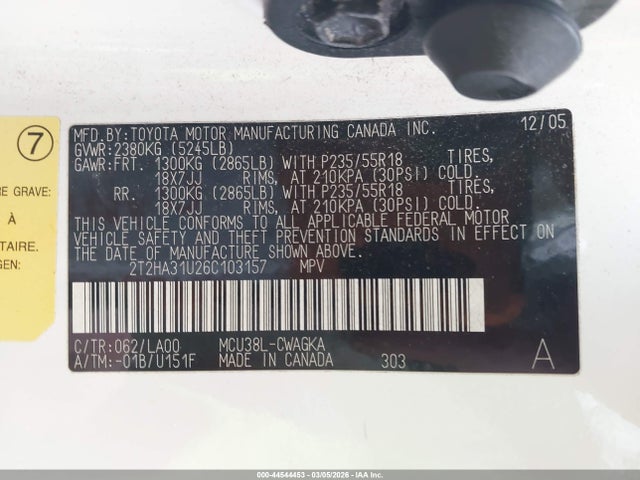 7
RE GRAVE:
À
TAIRE.
GEN:
MFD.BY:TOYOTA MOTOR MANUFACTURING CANADA INC. 12/05
GVWR:2380KG (5245LB)
GAWR:FRT. 1300KG (2865LB) WITH P235/55R18 TIRES,
18X7JJ RIMS, AT 210KPA (30PSI) COLD.
RR. 1300KG (2865LB) WITH P235/55R18 TIRES,
18X7JJ RIMS, AT 210KPA (30PSI) COLD.
THIS VEHICLE CONFORMS TO ALL APPLICABLE FEDERAL MOTOR
VEHICLE SAFETY AND THEFT PREVENTION STANDARDS IN EFFECT ON
THE DATE OF MANUFACTURE SHOWN ABOVE.
2T2HA31U26C103157 MPV
C/TR:062/LA00 MCU38L-CWAGKA
A/TM:-01B/U151F MADE IN CANADA 303 A
000-44544453 - 03/05/2026 - IAAI.com